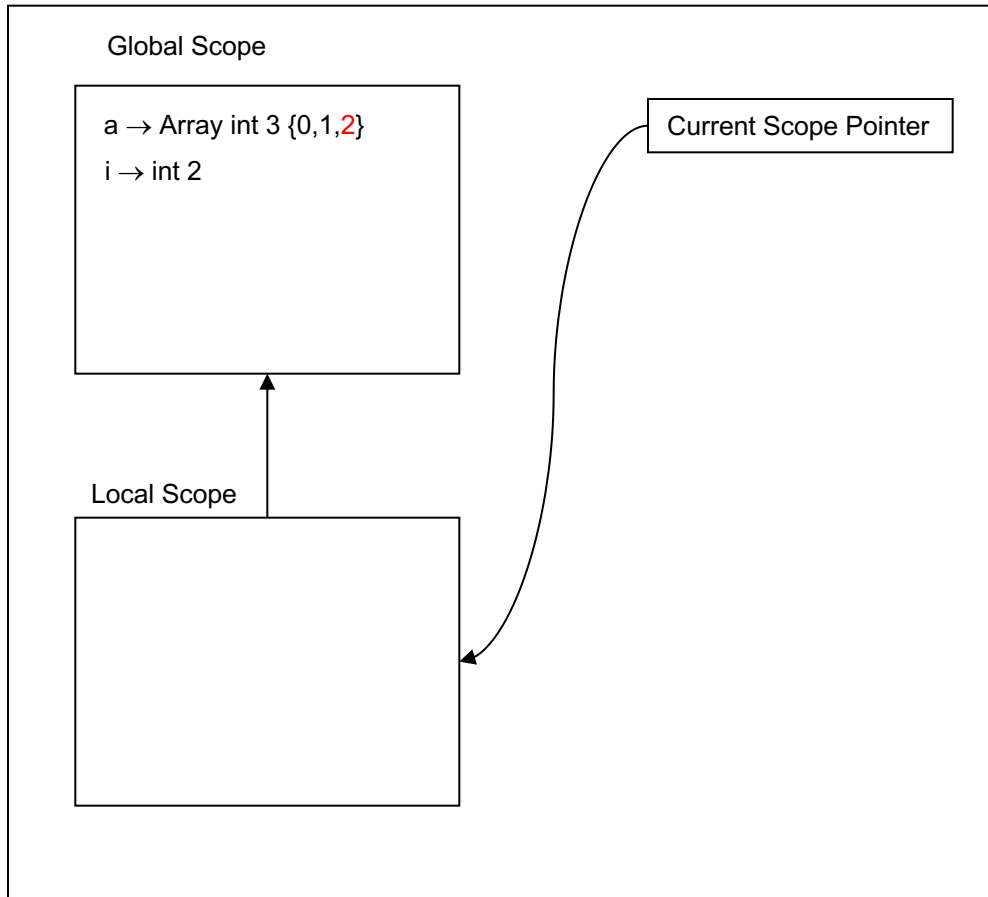 Global Scope
a → Array int 3 {0,1,2}
i → int 2
Current Scope Pointer
Local Scope